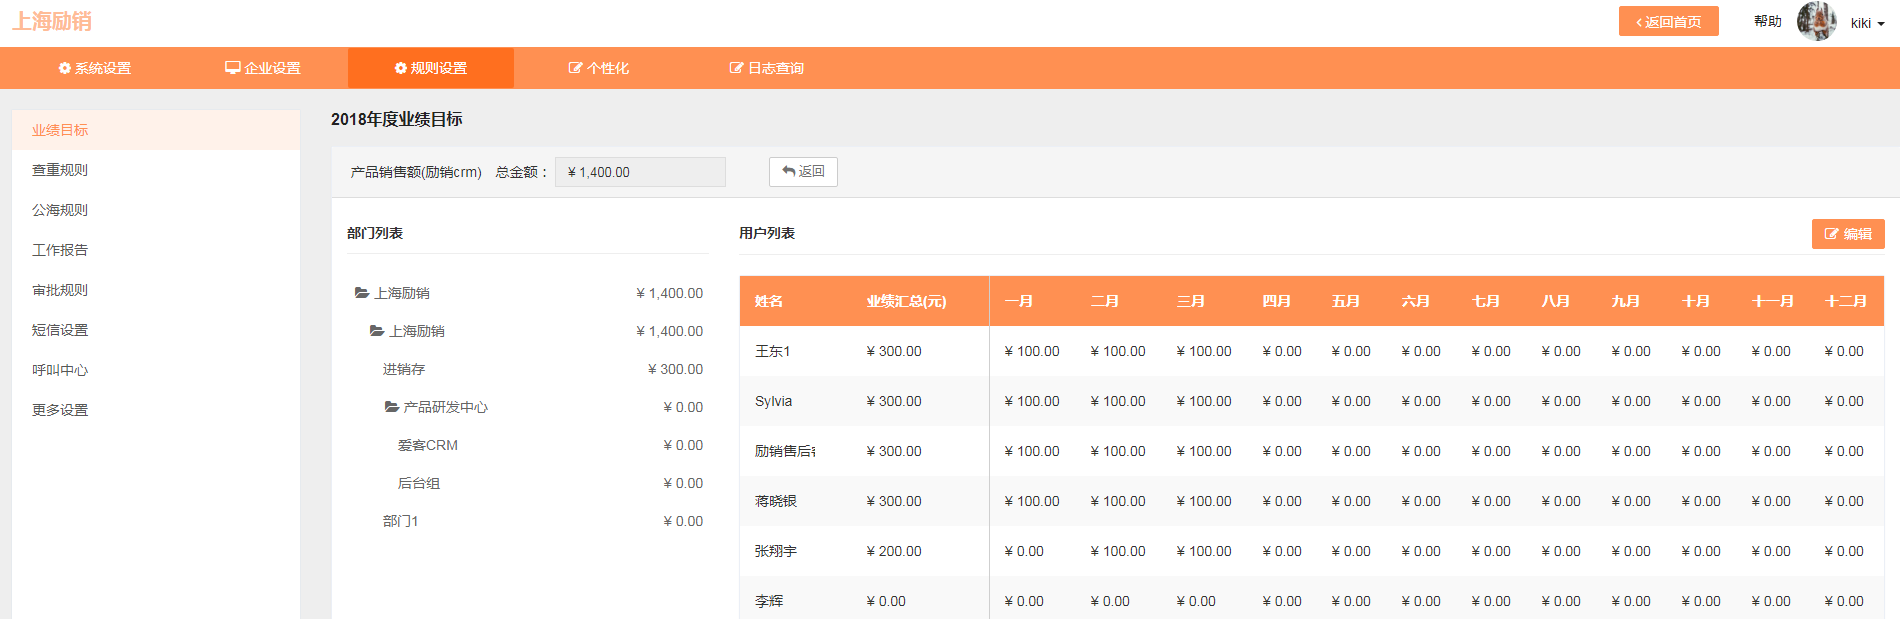 上海励销
返回首页 帮助 kiki
系统设置 企业设置 规则设置 个性化 日志查询
业绩目标
查重规则
公海规则
工作报告
审批规则
短信设置
呼叫中心
更多设置
2018年度业绩目标
产品销售额(励销crm) 总金额： ¥ 1,400.00 返回
部门列表
上海励销 ¥ 1,400.00
上海励销 ¥ 1,400.00
进销存 ¥ 300.00
产品研发中心 ¥ 0.00
爱客CRM ¥ 0.00
后台组 ¥ 0.00
部门1 ¥ 0.00
用户列表 编辑
姓名 业绩汇总(元) 一月 二月 三月 四月 五月 六月 七月 八月 九月 十月 十一月 十二月
王东1 ¥ 300.00 ¥ 100.00 ¥ 100.00 ¥ 100.00 ¥ 0.00 ¥ 0.00 ¥ 0.00 ¥ 0.00 ¥ 0.00 ¥ 0.00 ¥ 0.00 ¥ 0.00 ¥ 0.00
Sylvia ¥ 300.00 ¥ 100.00 ¥ 100.00 ¥ 100.00 ¥ 0.00 ¥ 0.00 ¥ 0.00 ¥ 0.00 ¥ 0.00 ¥ 0.00 ¥ 0.00 ¥ 0.00 ¥ 0.00
励销售后 ¥ 300.00 ¥ 100.00 ¥ 100.00 ¥ 100.00 ¥ 0.00 ¥ 0.00 ¥ 0.00 ¥ 0.00 ¥ 0.00 ¥ 0.00 ¥ 0.00 ¥ 0.00 ¥ 0.00
蒋晓银 ¥ 300.00 ¥ 100.00 ¥ 100.00 ¥ 100.00 ¥ 0.00 ¥ 0.00 ¥ 0.00 ¥ 0.00 ¥ 0.00 ¥ 0.00 ¥ 0.00 ¥ 0.00 ¥ 0.00
张翔宇 ¥ 200.00 ¥ 0.00 ¥ 100.00 ¥ 100.00 ¥ 0.00 ¥ 0.00 ¥ 0.00 ¥ 0.00 ¥ 0.00 ¥ 0.00 ¥ 0.00 ¥ 0.00 ¥ 0.00
李辉 ¥ 0.00 ¥ 0.00 ¥ 0.00 ¥ 0.00 ¥ 0.00 ¥ 0.00 ¥ 0.00 ¥ 0.00 ¥ 0.00 ¥ 0.00 ¥ 0.00 ¥ 0.00 ¥ 0.00